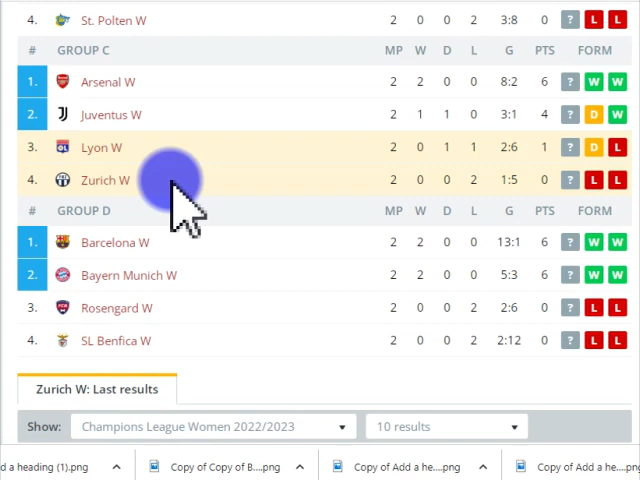 4. St. Polten W 2 0 0 2 3:8 0 ? L L
# GROUP C MP W D L G PTS FORM
1. Arsenal W 2 2 0 0 8:2 6 ? W W
2. Juventus W 2 1 1 0 3:1 4 ? D W
3. Lyon W 2 0 1 1 2:6 1 ? D L
4. Zurich W 2 0 0 2 1:5 0 ? L L
# GROUP D MP W D L G PTS FORM
1. Barcelona W 2 2 0 0 13:1 6 ? W W
2. Bayern Munich W 2 2 0 0 5:3 6 ? W W
3. Rosengard W 2 0 0 2 2:6 0 ? L L
4. SL Benfica W 2 0 0 2 2:12 0 ? L L
Zurich W: Last results
Show: Champions League Women 2022/2023 10 results
d a heading (1).png Copy of Copy of B....png Copy of Add a he....png Copy of Add a he....png